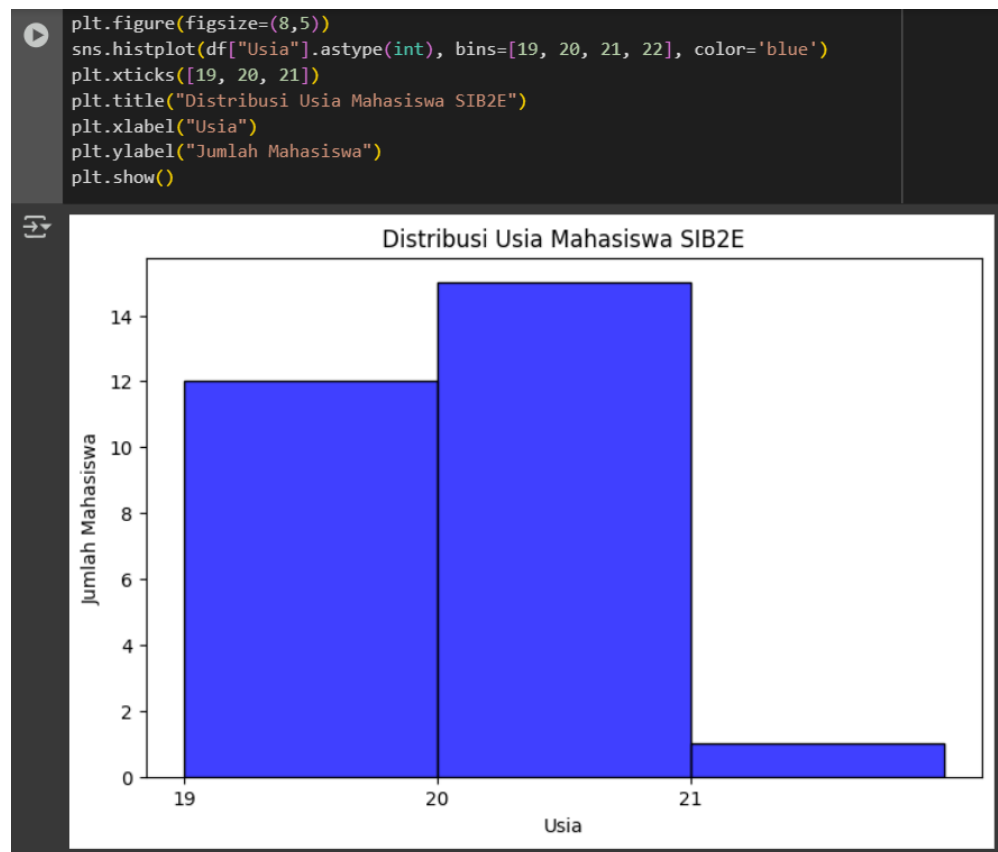 plt.figure(figsize=(8,5))
sns.histplot(df["Usia"].astype(int), bins=[19, 20, 21, 22], color='blue')
plt.xticks([19, 20, 21])
plt.title("Distribusi Usia Mahasiswa SIB2E")
plt.xlabel("Usia")
plt.ylabel("Jumlah Mahasiswa")
plt.show()
Distribusi Usia Mahasiswa SIB2E
Jumlah Mahasiswa
14
12
10
8
6
4
2
0
19 20 21
Usia